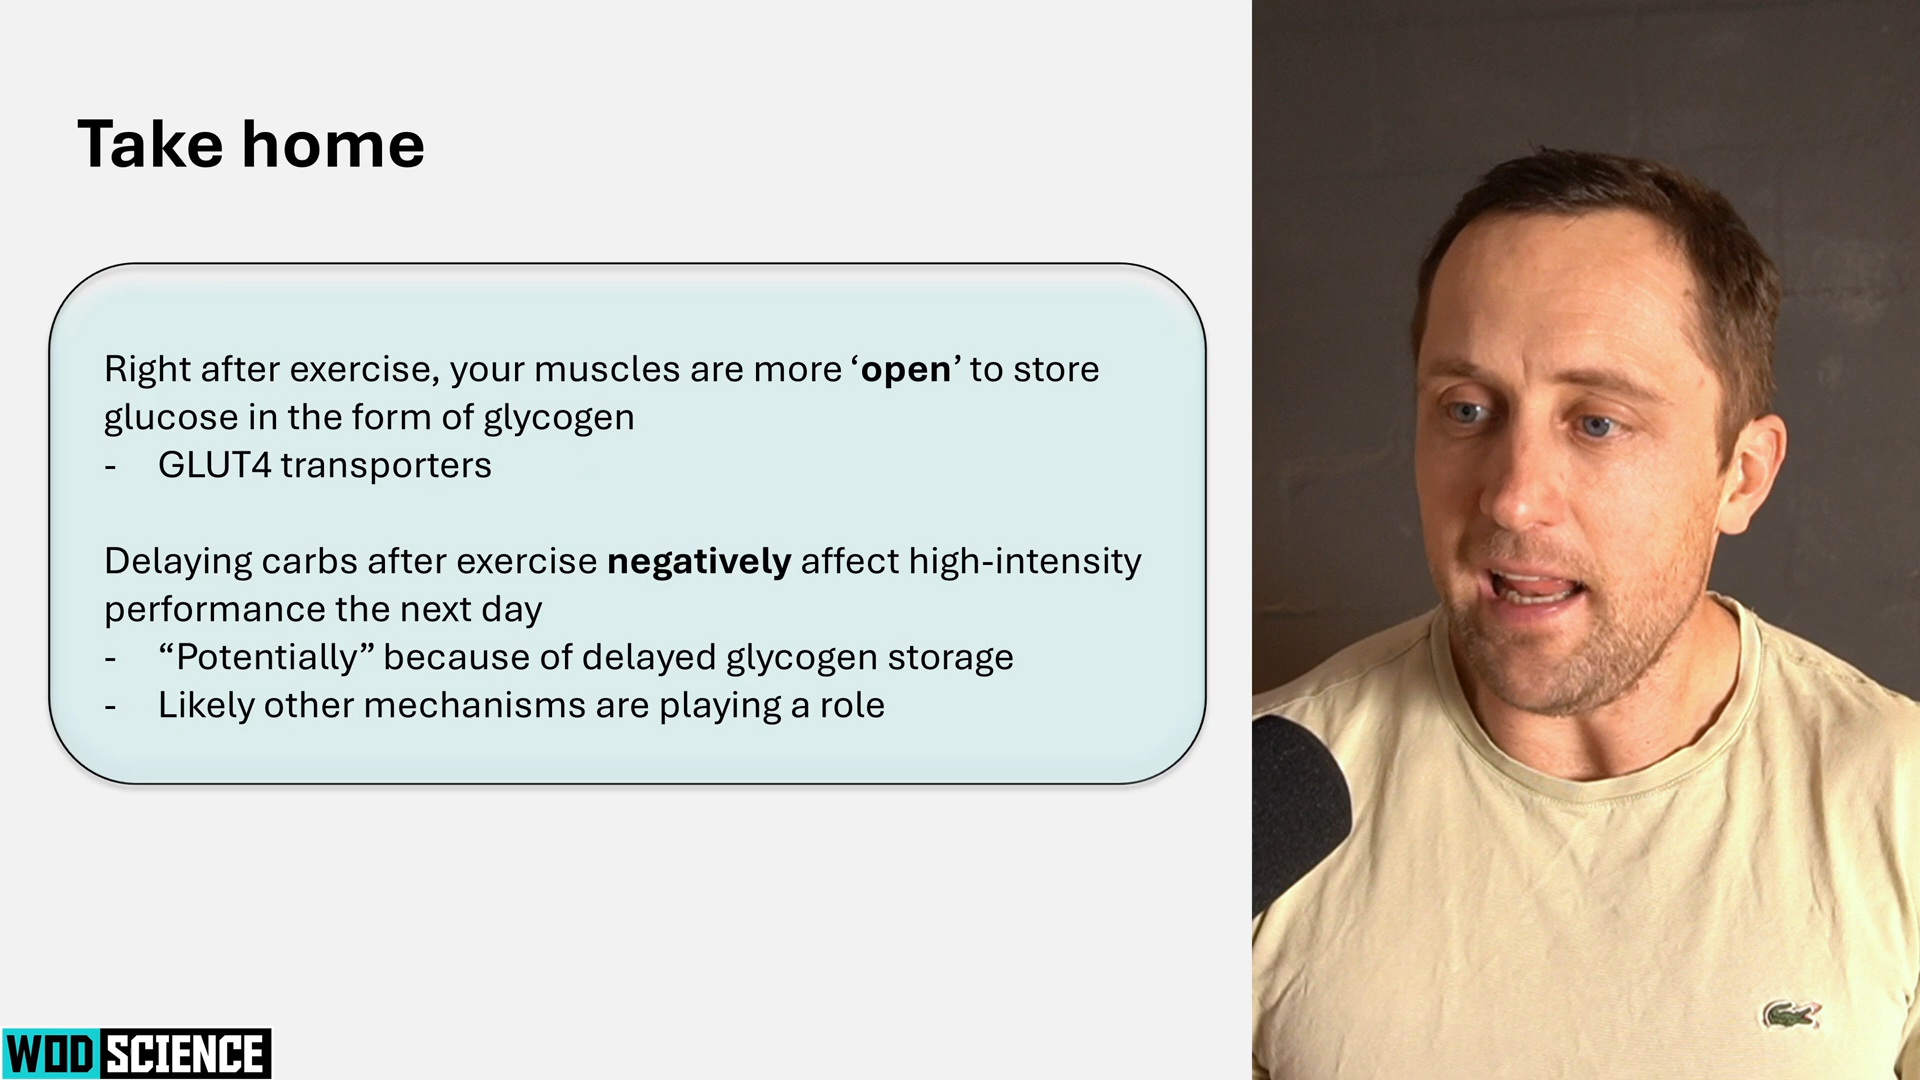 Take home
Right after exercise, your muscles are more ‘open’ to store
glucose in the form of glycogen
- GLUT4 transporters
Delaying carbs after exercise negatively affect high-intensity
performance the next day
- “Potentially” because of delayed glycogen storage
- Likely other mechanisms are playing a role
WOD SCIENCE